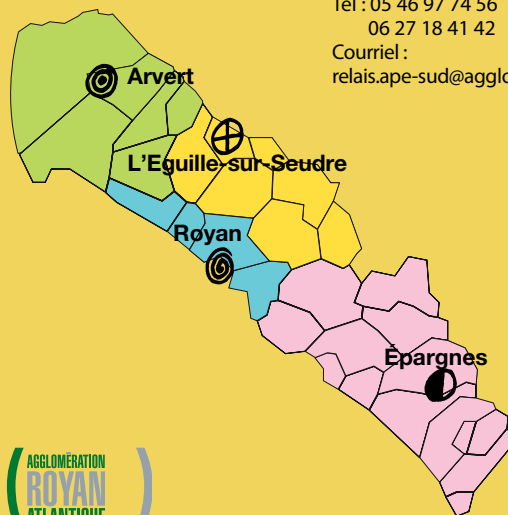 Tél : 05 46 97 74 56
06 27 18 41 42
Courriel :
relais.ape-sud@agglo
Arvert
L'Eguille-sur-Seudre
Royan
Épargnes
AGGLOMÉRATION
ROYAN
ATLANTIQUE